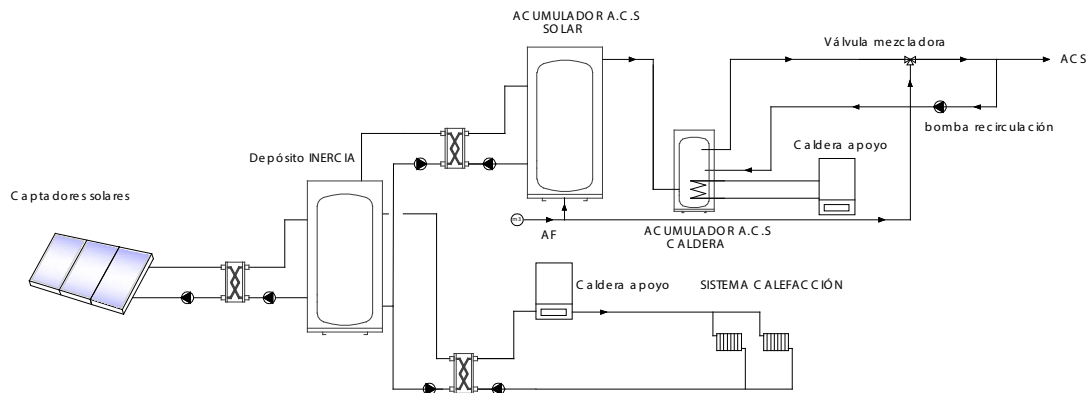 ACUMULADOR A.C.S
SOLAR
Válvula mezcladora
ACS
bomba recirculación
Caldera apoyo
Depósito INERCIA
Captadores solares
m3
AF
ACUMULADOR A.C.S
CALDERA
Caldera apoyo
SISTEMA CALEFACCIÓN